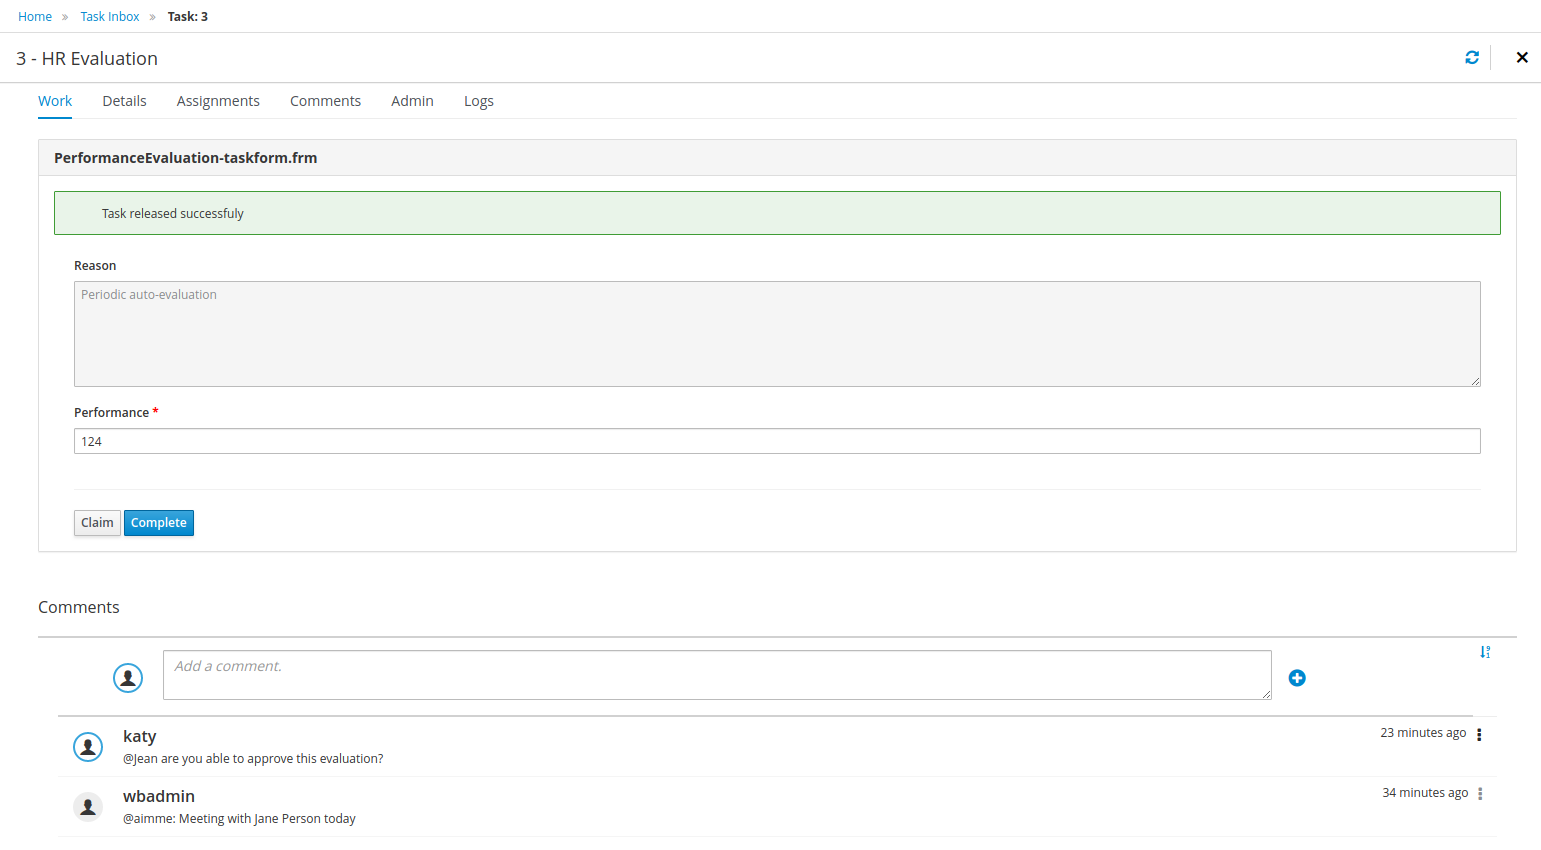 Home » Task Inbox » Task: 3
3 - HR Evaluation
Work Details Assignments Comments Admin Logs
PerformanceEvaluation-taskform.frm
Task released successfuly
Reason
Periodic auto-evaluation
Performance *
124
Claim Complete
Comments
Add a comment.
katy 23 minutes ago
@Jean are you able to approve this evaluation?
wbadmin 34 minutes ago
@aimme: Meeting with Jane Person today